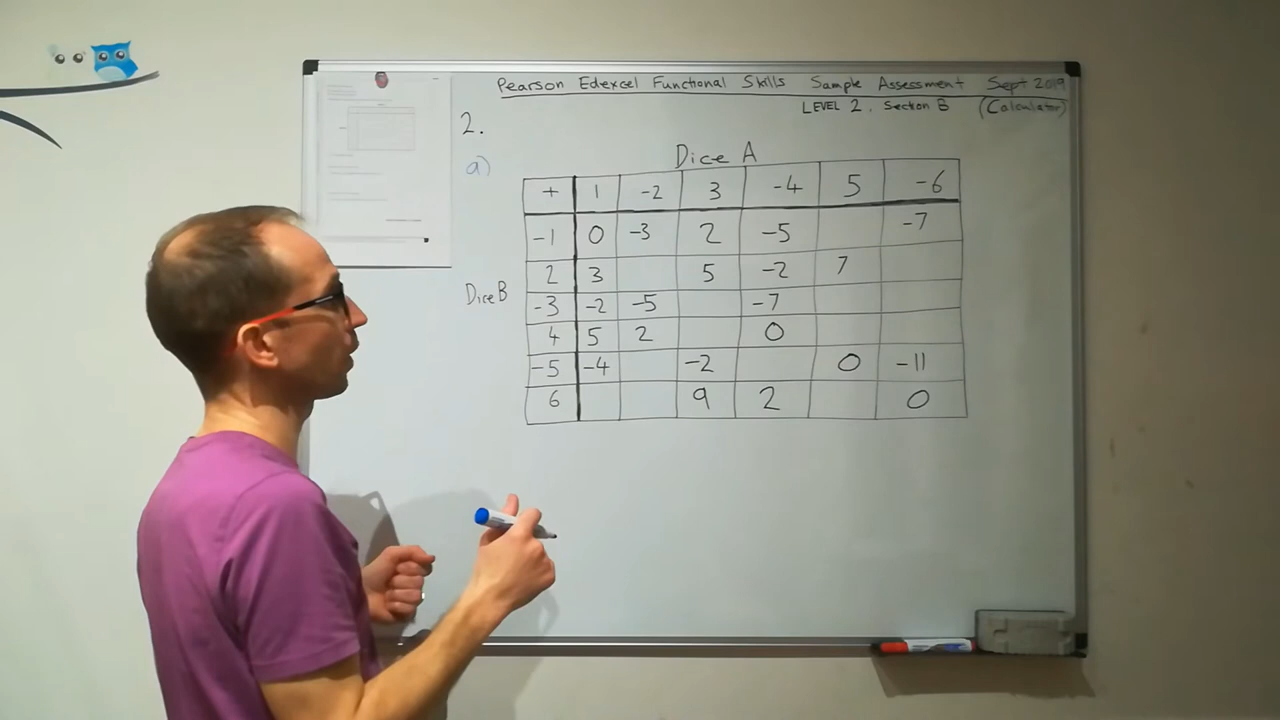 Pearson Edexcel Functional Skills Sample Assessment Sept 2019
LEVEL 2, Section B (Calculator)
2.
a)
Dice A
+ 1 -2 3 -4 5 -6
-1 0 -3 2 -5 -7
2 3 5 -2 7
Dice B
-3 -2 -5 -7
4 5 2 0
-5 -4 -2 0 -11
6 9 2 0